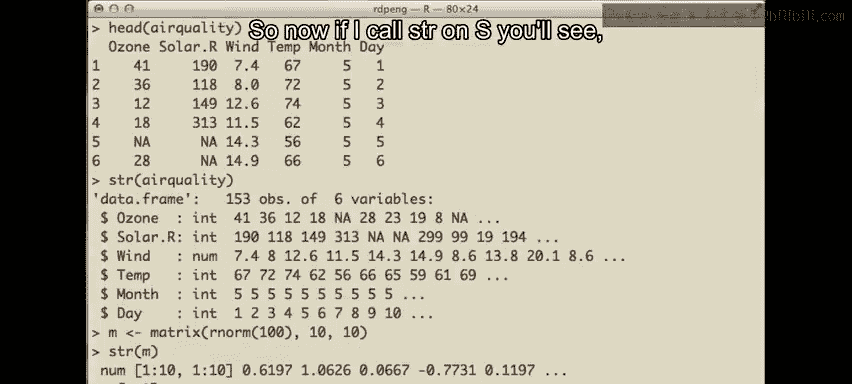 rdpeng — R — 80×24
> head(airquality)
So now if I call str on S you'll see,
  Ozone Solar.R Wind Temp Month Day
1    41     190  7.4   67     5   1
2    36     118  8.0   72     5   2
3    12     149 12.6   74     5   3
4    18     313 11.5   62     5   4
5    NA      NA 14.3   56     5   5
6    28      NA 14.9   66     5   6
> str(airquality)
'data.frame':   153 obs. of  6 variables:
 $ Ozone  : int  41 36 12 18 NA 28 23 19 8 NA ...
 $ Solar.R: int  190 118 149 313 NA NA 299 99 19 194 ...
 $ Wind   : num  7.4 8 12.6 11.5 14.3 14.9 8.6 13.8 20.1 8.6 ...
 $ Temp   : int  67 72 74 62 56 66 65 59 61 69 ...
 $ Month  : int  5 5 5 5 5 5 5 5 5 5 ...
 $ Day    : int  1 2 3 4 5 6 7 8 9 10 ...
> m <- matrix(rnorm(100), 10, 10)
> str(m)
 num [1:10, 1:10] 0.6197 1.0626 0.0667 -0.7731 0.1197 ...